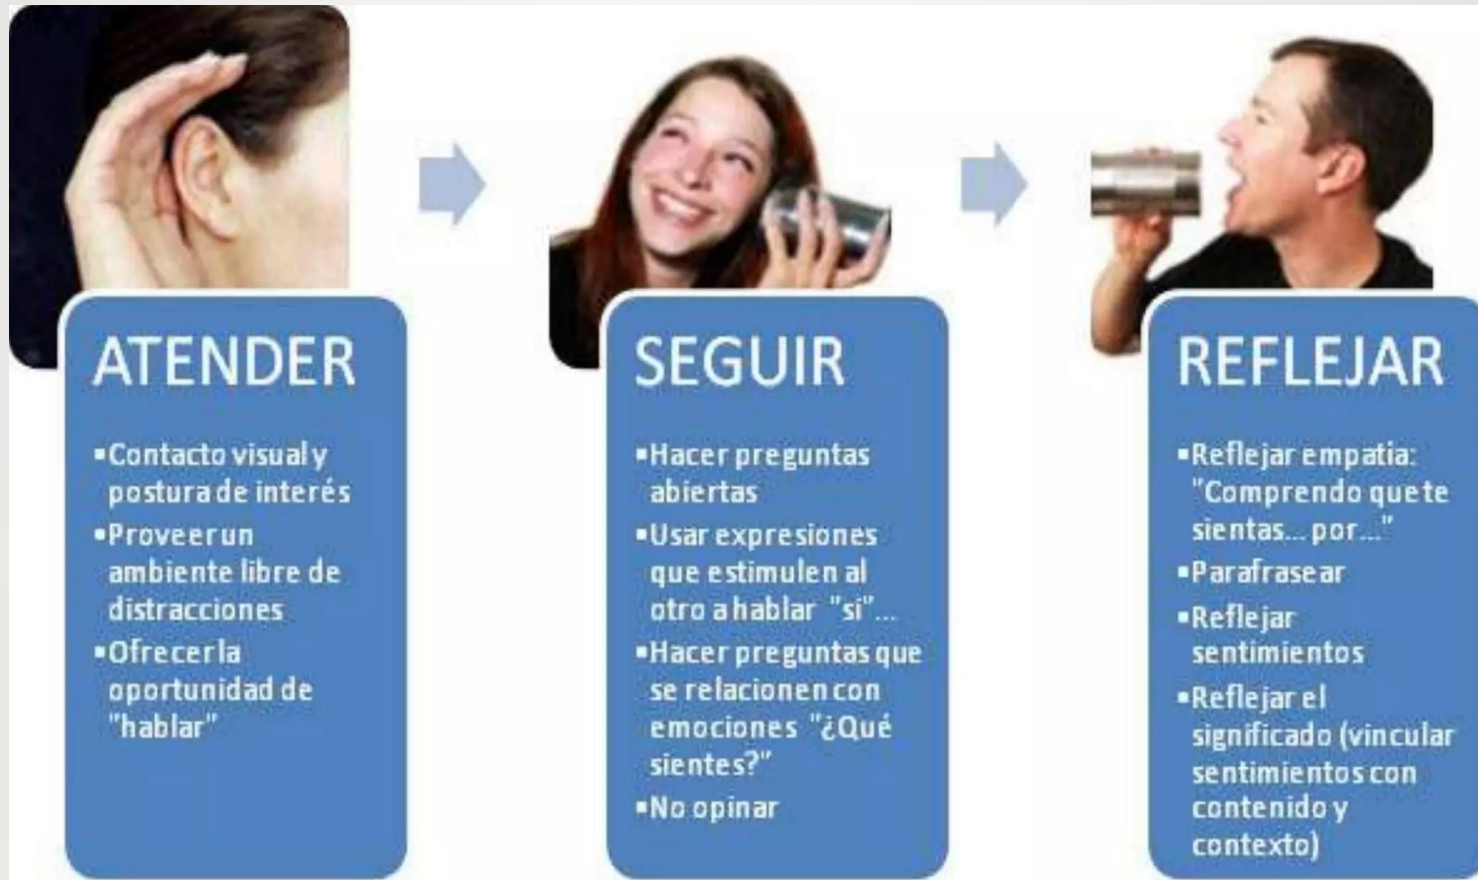 ATENDER
▪Contacto visual y
postura de interés
▪Proveer un
ambiente libre de
distracciones
▪Ofrecer la
oportunidad de
"hablar"
SEGUIR
▪Hacer preguntas
abiertas
▪Usar expresiones
que estimulen al
otro a hablar "si"...
▪Hacer preguntas que
se relacionen con
emociones "¿Qué
sientes?"
▪No opinar
REFLEJAR
▪Reflejar empatia:
"Comprendo que te
sientas... por..."
▪Parafrasear
▪Reflejar
sentimientos
▪Reflejar el
significado (vincular
sentimientos con
contenido y
contexto)